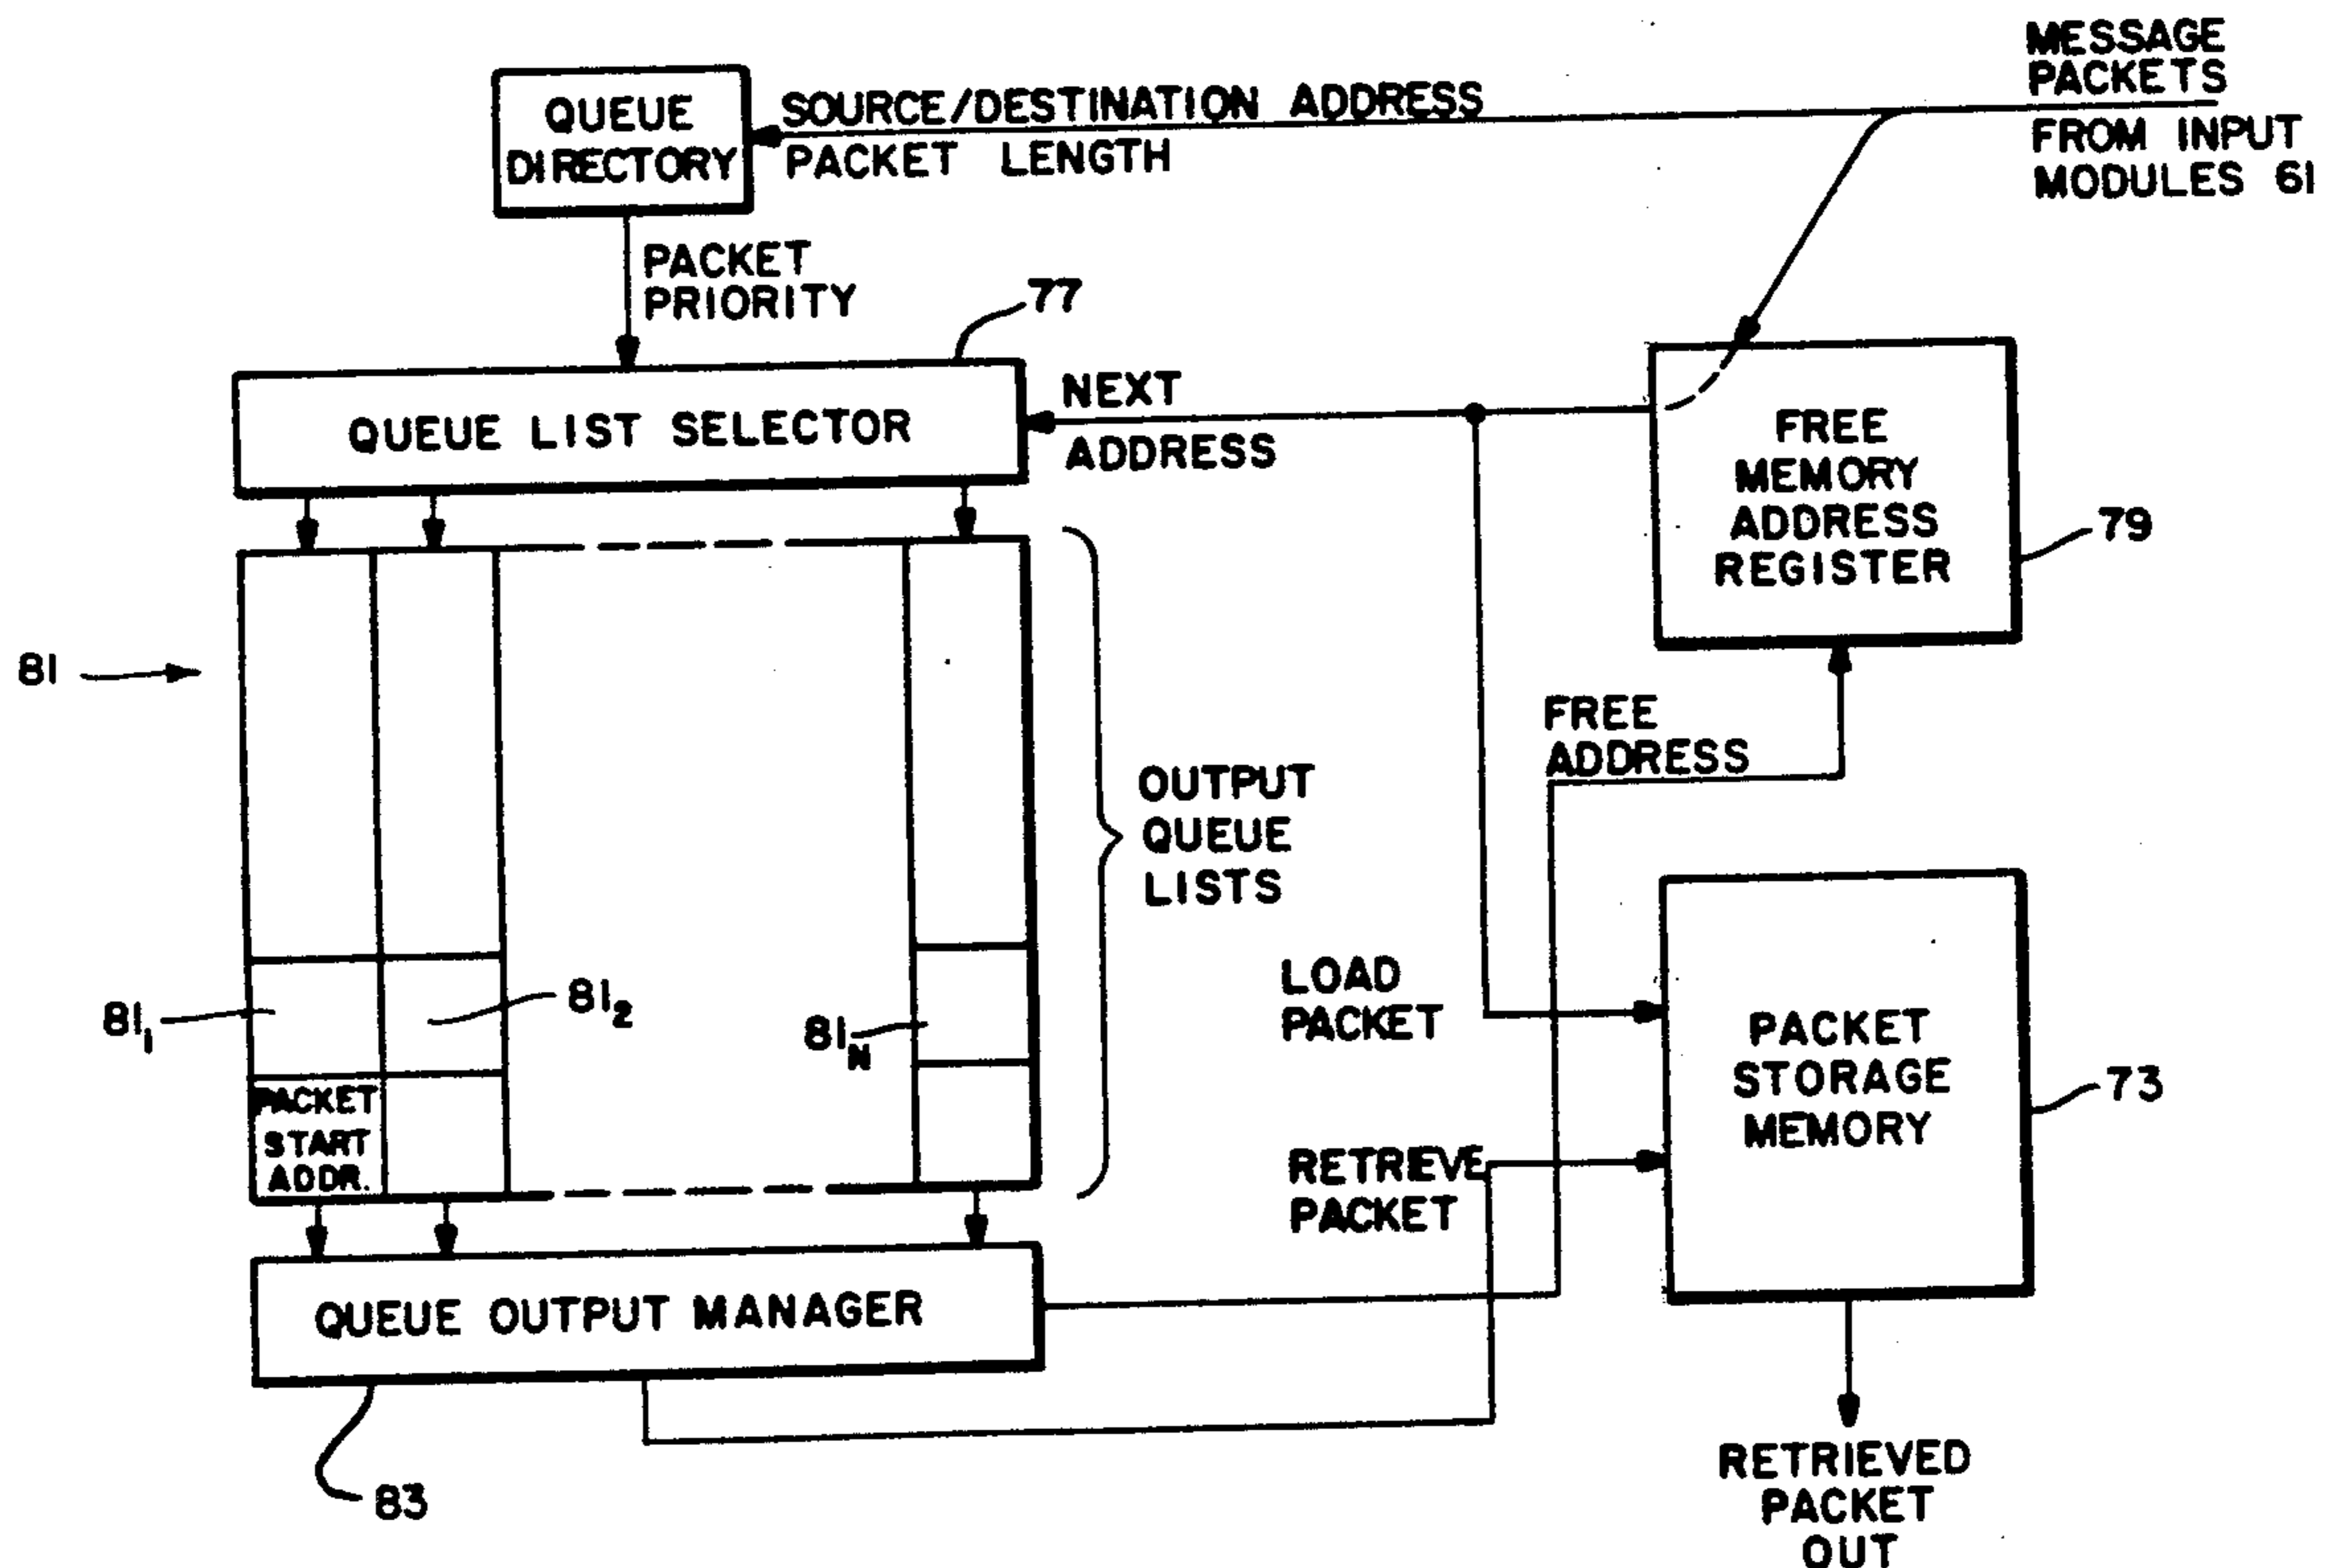 MESSAGE
PACKETS
FROM INPUT
MODULES 61
QUEUE
DIRECTORY
SOURCE/DESTINATION ADDRESS
PACKET LENGTH
PACKET
PRIORITY
77
QUEUE LIST SELECTOR
NEXT
ADDRESS
FREE
MEMORY
ADDRESS
REGISTER
79
81
FREE
ADDRESS
OUTPUT
QUEUE
LISTS
81₁
81₂
81N
LOAD
PACKET
PACKET
STORAGE
MEMORY
73
PACKET
START
ADDR.
RETRIEVE
PACKET
QUEUE OUTPUT MANAGER
83
RETRIEVED
PACKET
OUT